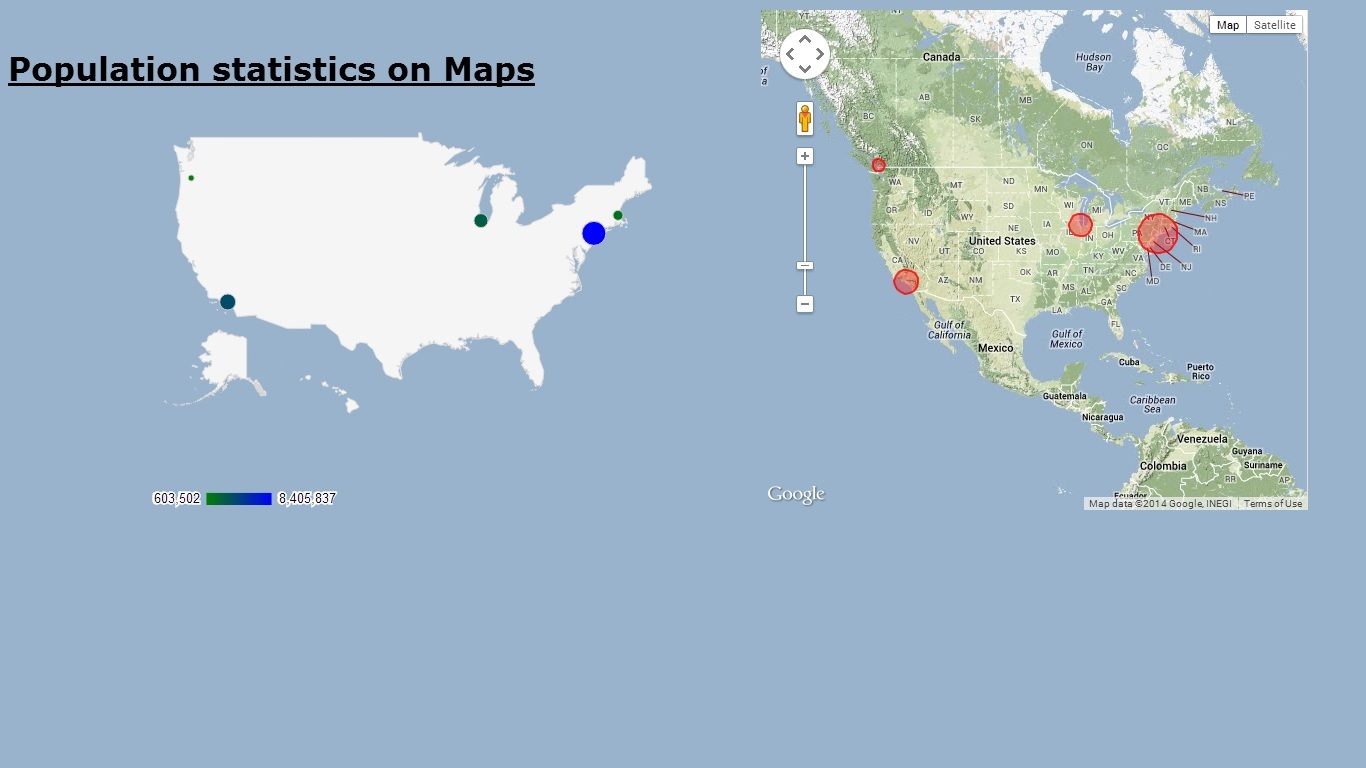 Population statistics on Maps
603,502
8,405,837
Map
Satellite
YT
Canada
Hudson
Bay
AB
MB
BC
SK
NL
ON
QC
WA
MT
ND
MN
NB
PE
VT
ME
NS
OR
ID
WY
SD
WI
MI
NH
NV
UT
CO
NE
IA
IN
OH
MA
United States
KS
MO
KY
WV
VA
CT
RI
CA
AZ
NM
OK
AR
TN
NC
DE
NJ
MD
TX
MS
AL
SC
GA
LA
FL
Gulf of
California
Gulf of
Mexico
Mexico
Cuba
Puerto
Rico
Guatemala
Caribbean
Sea
Nicaragua
Venezuela
Guyana
Suriname
Colombia
RR
AP
Ecuador
Google
Map data ©2014 Google, INEGI
Terms of Use